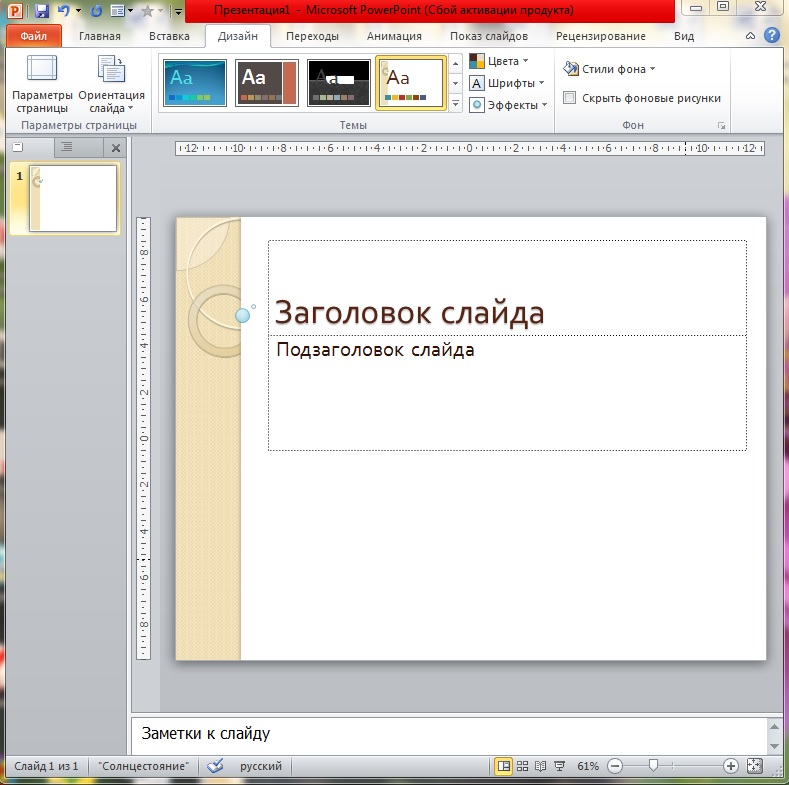 Презентация1 - Microsoft PowerPoint (Сбой активации продукта)
Файл Главная Вставка Дизайн Переходы Анимация Показ слайдов Рецензирование Вид
Параметры страницы
Ориентация слайда
Параметры страницы
Aa Aa Aa Aa
Темы
Цвета
Шрифты
Эффекты
Стили фона
Скрыть фоновые рисунки
Фон
1
12 10 8 6 4 2 0 2 4 6 8 10 12
8 6 4 2 0 2 4 6 8
Заголовок слайда
Подзаголовок слайда
Заметки к слайду
Слайд 1 из 1 "Солнцестояние" русский 61%